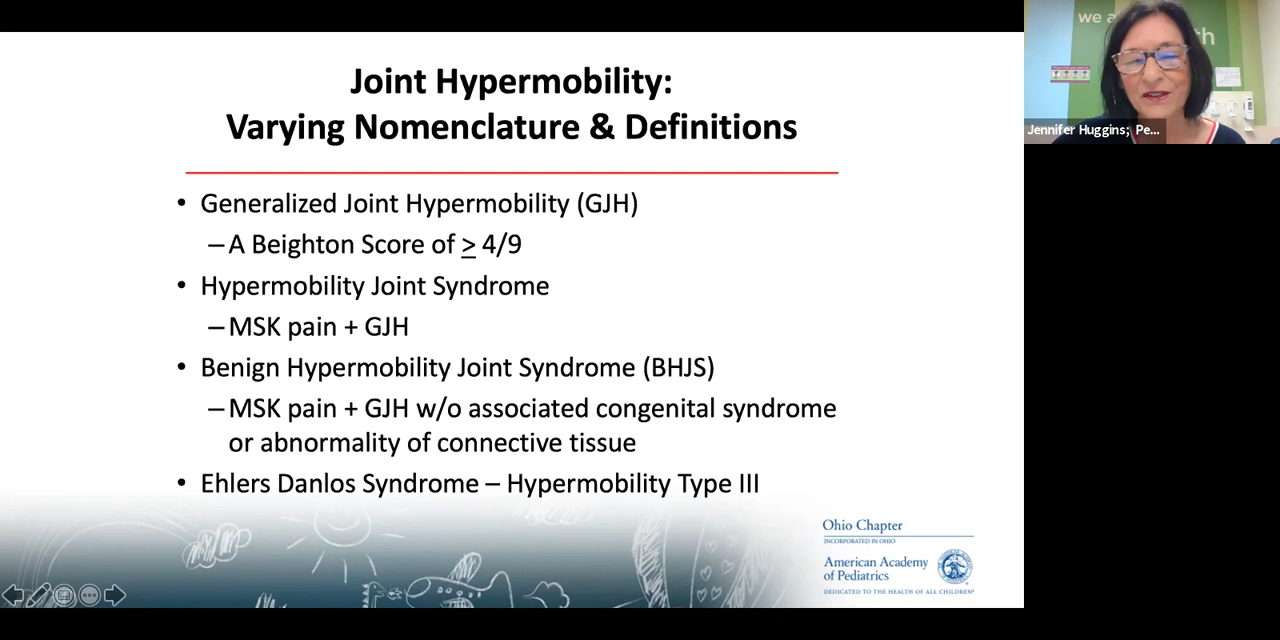 Joint Hypermobility:
Varying Nomenclature & Definitions
• Generalized Joint Hypermobility (GJH)
– A Beighton Score of ≥ 4/9
• Hypermobility Joint Syndrome
– MSK pain + GJH
• Benign Hypermobility Joint Syndrome (BHJS)
– MSK pain + GJH w/o associated congenital syndrome
or abnormality of connective tissue
• Ehlers Danlos Syndrome – Hypermobility Type III
Ohio Chapter
INCORPORATED IN OHIO
American Academy
of Pediatrics
DEDICATED TO THE HEALTH OF ALL CHILDREN®
we a
th
Jennifer Huggins; Pe...